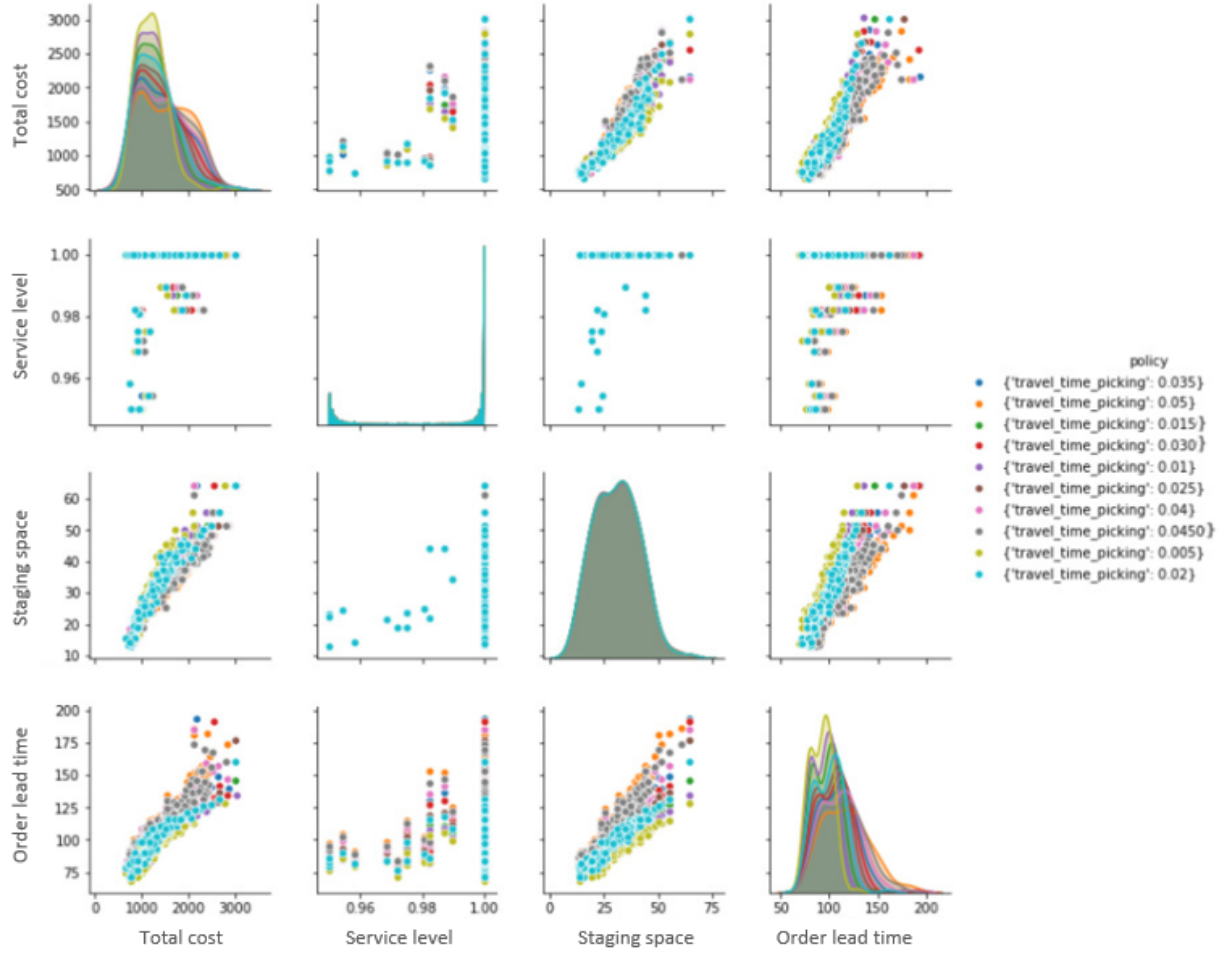 Total cost
3000
2500
2000
1500
1000
500
Service level
1.00
0.98
0.96
Staging space
60
50
40
30
20
10
Order lead time
200
175
150
125
100
75
0 1000 2000 3000
0.96 0.98 1.00
0 25 50 75
50 100 150 200
Total cost
Service level
Staging space
Order lead time
policy
{'travel_time_picking': 0.035}
{'travel_time_picking': 0.05}
{'travel_time_picking': 0.015}
{'travel_time_picking': 0.030}
{'travel_time_picking': 0.01}
{'travel_time_picking': 0.025}
{'travel_time_picking': 0.04}
{'travel_time_picking': 0.0450}
{'travel_time_picking': 0.005}
{'travel_time_picking': 0.02}